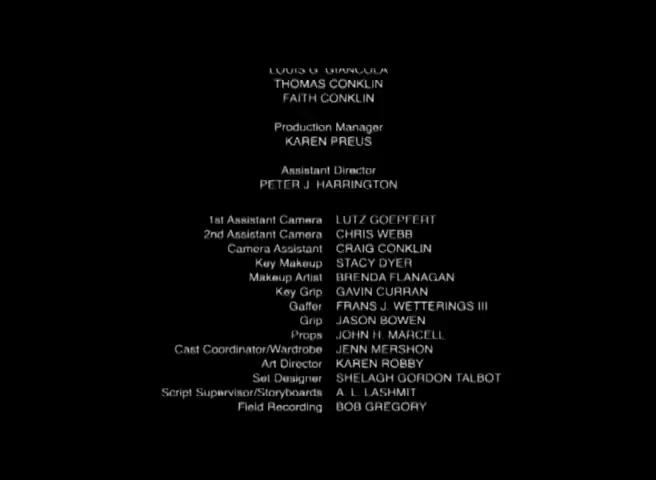 LOUIS G. GIANCOLA
THOMAS CONKLIN
FAITH CONKLIN
Production Manager
KAREN PREUS
Assistant Director
PETER J. HARRINGTON
1st Assistant Camera LUTZ GOEPFERT
2nd Assistant Camera CHRIS WEBB
Camera Assistant CRAIG CONKLIN
Key Makeup STACY DYER
Makeup Artist BRENDA FLANAGAN
Key Grip GAVIN CURRAN
Gaffer FRANS J. WETTERINGS III
Grip JASON BOWEN
Props JOHN H. MARCELL
Cast Coordinator/Wardrobe JENN MERSHON
Art Director KAREN ROBBY
Set Designer SHELAGH GORDON TALBOT
Script Supervisor/Storyboards A. L. LASHMIT
Field Recording BOB GREGORY